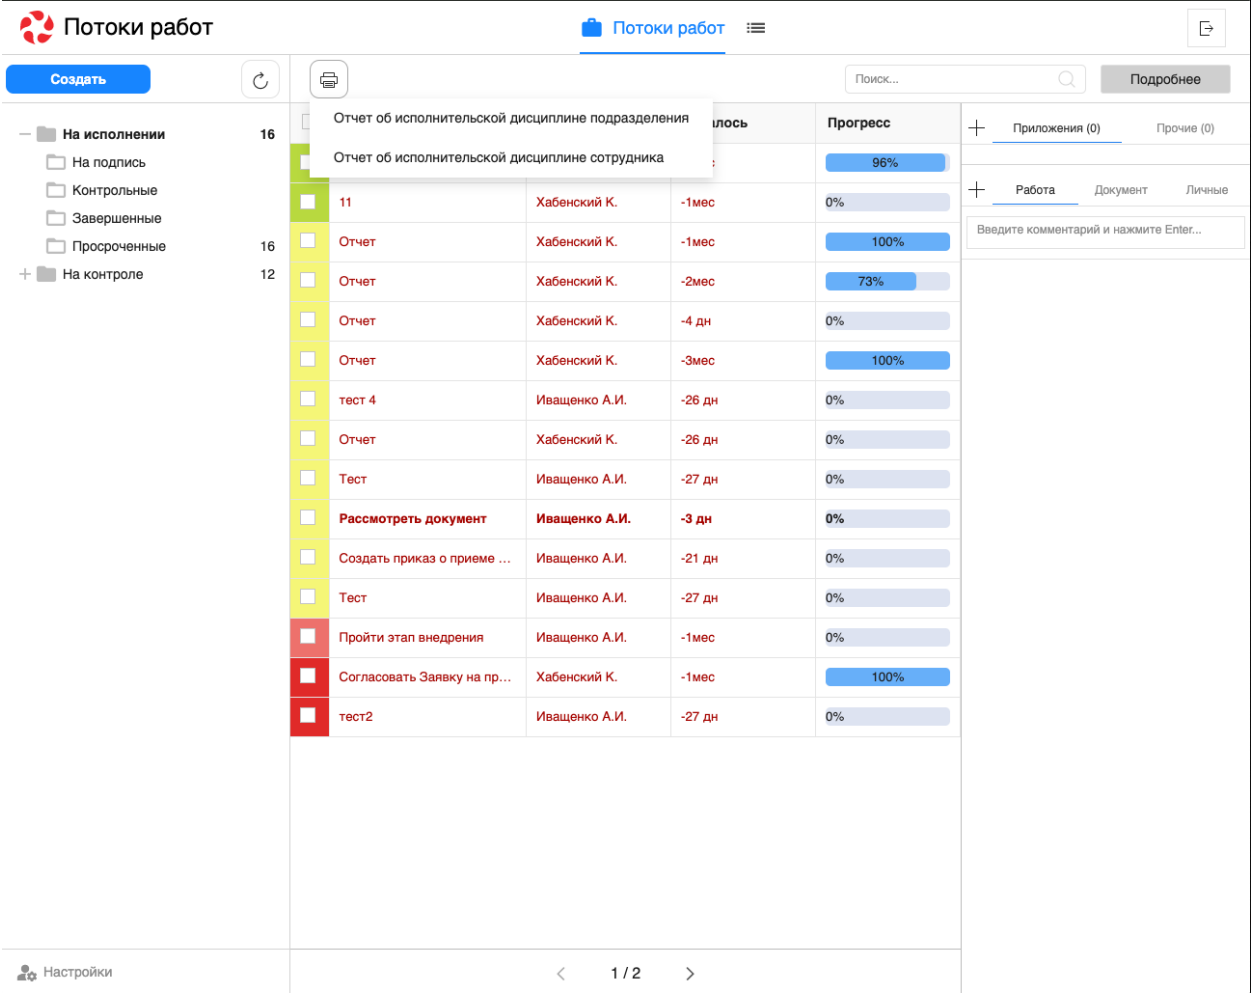 Потоки работ
Потоки работ
Создать
Поиск...
Подробнее
На исполнении 16
На подпись
Контрольные
Завершенные
Просроченные 16
На контроле 12
Отчет об исполнительской дисциплине подразделения
Отчет об исполнительской дисциплине сотрудника
Прогресс
96%
11 Хабенский К. -1мес 0%
Отчет Хабенский К. -1мес 100%
Отчет Хабенский К. -2мес 73%
Отчет Хабенский К. -4 дн 0%
Отчет Хабенский К. -3мес 100%
тест 4 Иващенко А.И. -26 дн 0%
Отчет Хабенский К. -26 дн 0%
Тест Иващенко А.И. -27 дн 0%
Рассмотреть документ Иващенко А.И. -3 дн 0%
Создать приказ о приеме ... Иващенко А.И. -21 дн 0%
Тест Иващенко А.И. -27 дн 0%
Пройти этап внедрения Иващенко А.И. -1мес 0%
Согласовать Заявку на пр... Хабенский К. -1мес 100%
тест2 Иващенко А.И. -27 дн 0%
Приложения (0) Прочие (0)
Работа Документ Личные
Введите комментарий и нажмите Enter...
Настройки
1 / 2